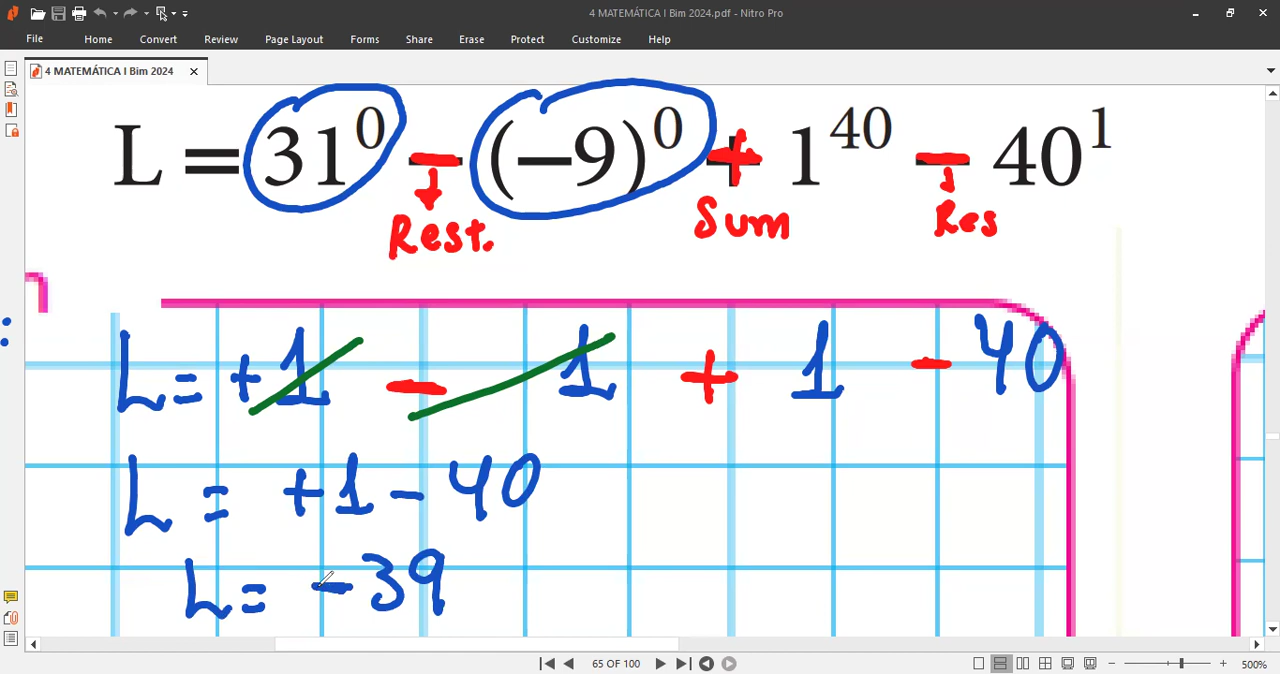 4 MATEMÁTICA I Bim 2024.pdf - Nitro Pro
File Home Convert Review Page Layout Forms Share Erase Protect Customize Help
4 MATEMÁTICA I Bim 2024 ×
L = 31⁰ − (−9)⁰ + 1⁴⁰ − 40¹
Rest. Sum Res
L = + 1 − 1 + 1 − 40
L = +1 − 40
L = − 39
65 OF 100 500%